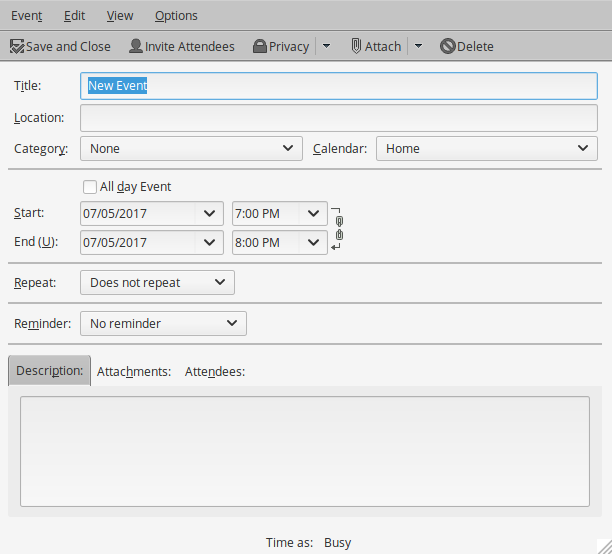 Event Edit View Options
Save and Close Invite Attendees Privacy Attach Delete
Title: New Event
Location:
Category: None Calendar: Home
All day Event
Start: 07/05/2017 7:00 PM
End (U): 07/05/2017 8:00 PM
Repeat: Does not repeat
Reminder: No reminder
Description: Attachments: Attendees:
Time as: Busy